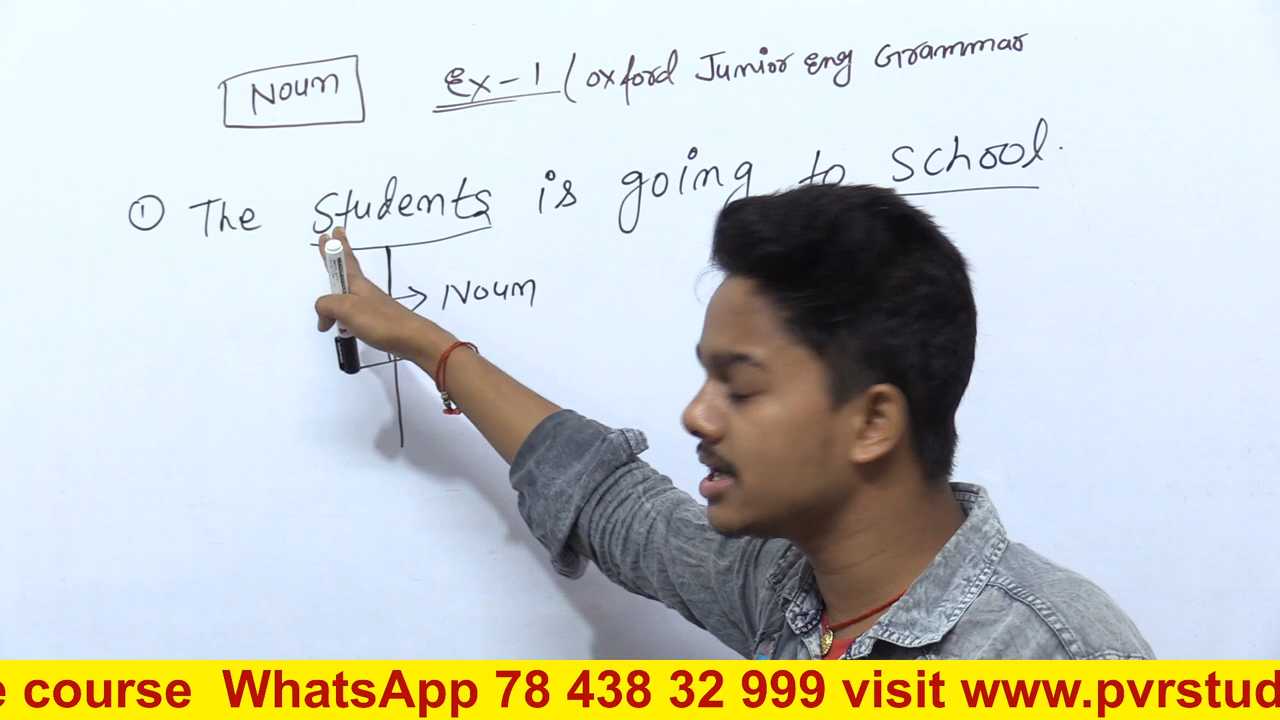 Noun Ex-1 (Oxford Junior Eng Grammar
① The Students is going to School.
→ Noun
e course WhatsApp 78 438 32 999 visit www.pvrstud